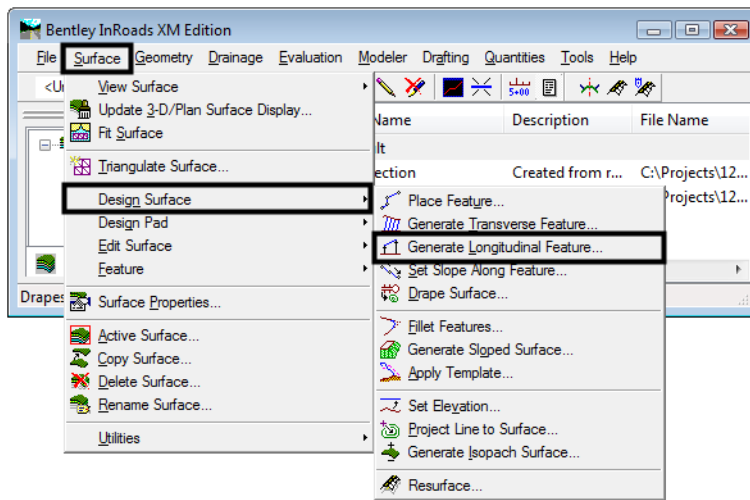 Bentley InRoads XM Edition
File Surface Geometry Drainage Evaluation Modeler Drafting Quantities Tools Help
<Un
5+00
View Surface
Update 3-D/Plan Surface Display...
Fit Surface
Triangulate Surface...
Design Surface
Design Pad
Edit Surface
Feature
Surface Properties...
Active Surface...
Copy Surface...
Delete Surface...
Rename Surface...
Utilities
Name Description File Name
lt
ection Created from r... C:\Projects\12...
Projects\12...
Drapes
Place Feature...
Generate Transverse Feature...
Generate Longitudinal Feature...
Set Slope Along Feature...
Drape Surface...
Fillet Features...
Generate Sloped Surface...
Apply Template...
Set Elevation...
Project Line to Surface...
Generate Isopach Surface...
Resurface...